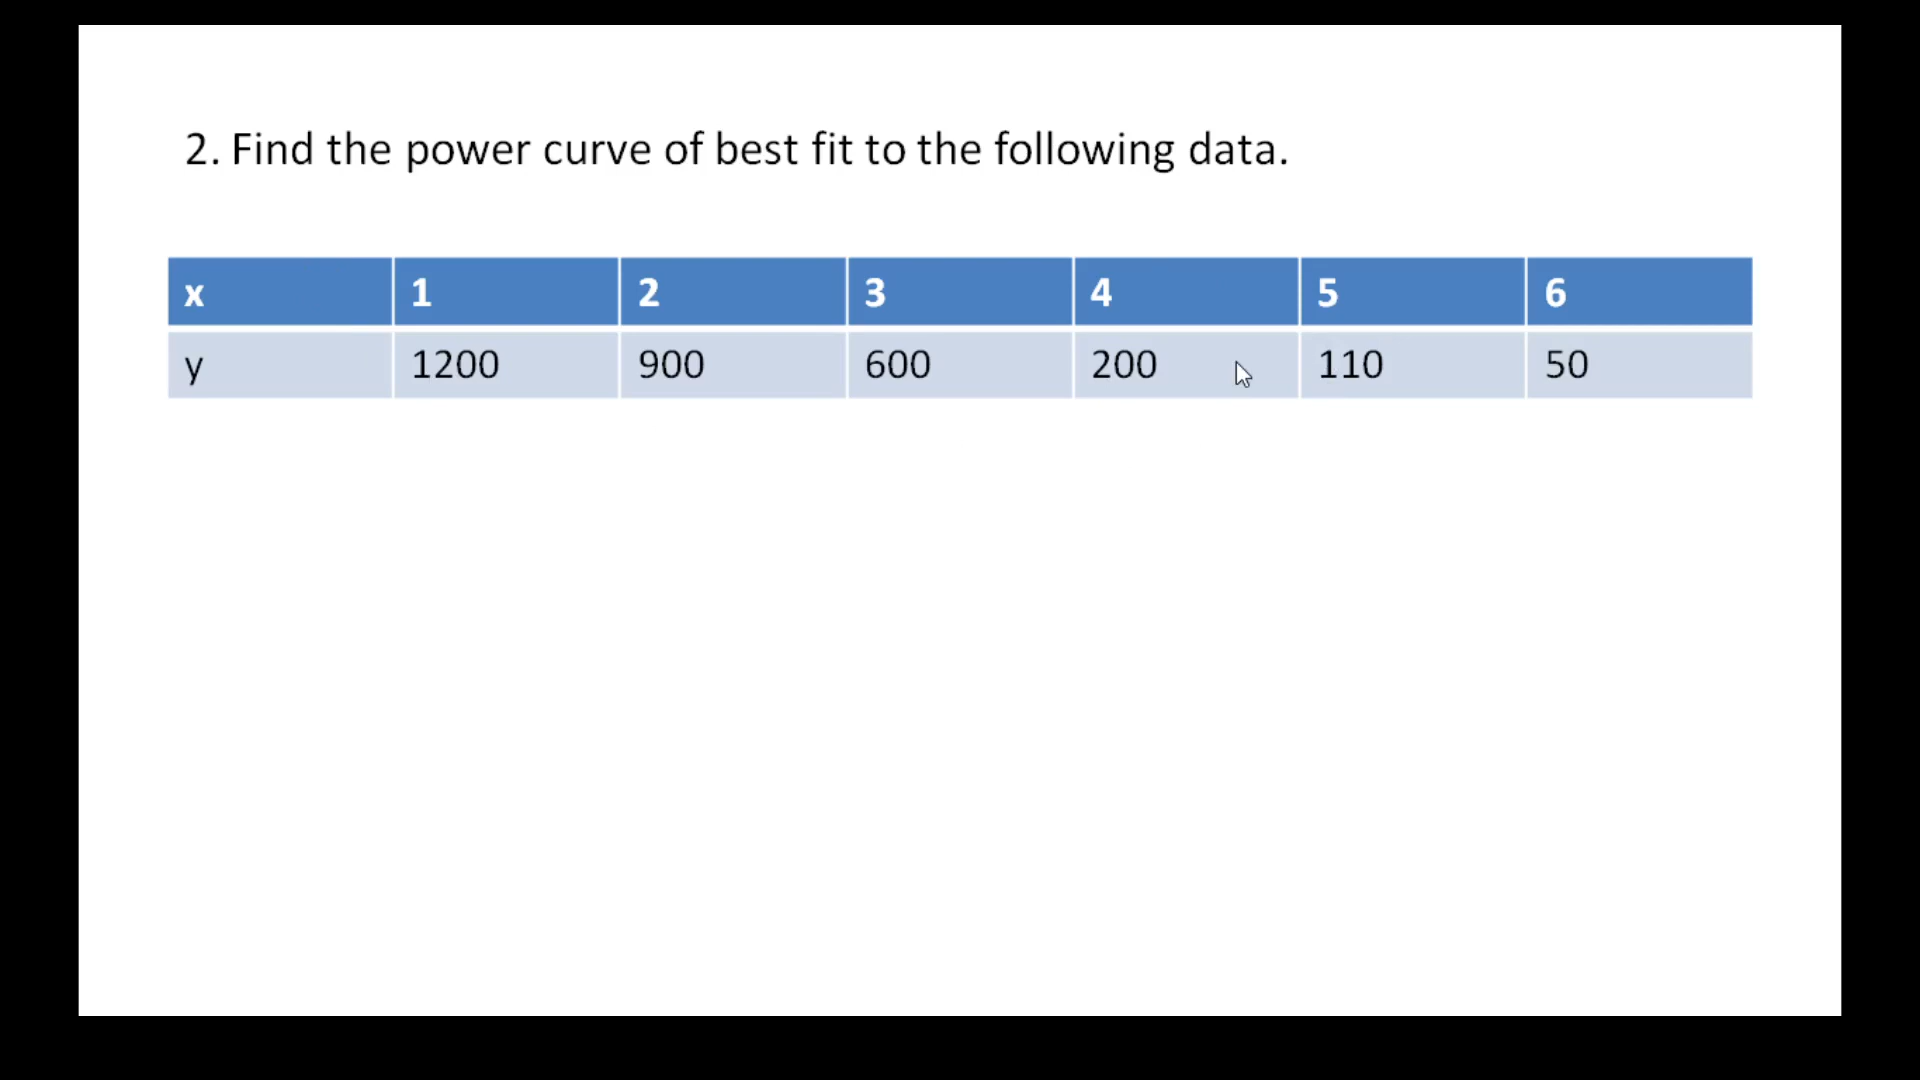 2. Find the power curve of best fit to the following data.
x 1 2 3 4 5 6
y 1200 900 600 200 110 50